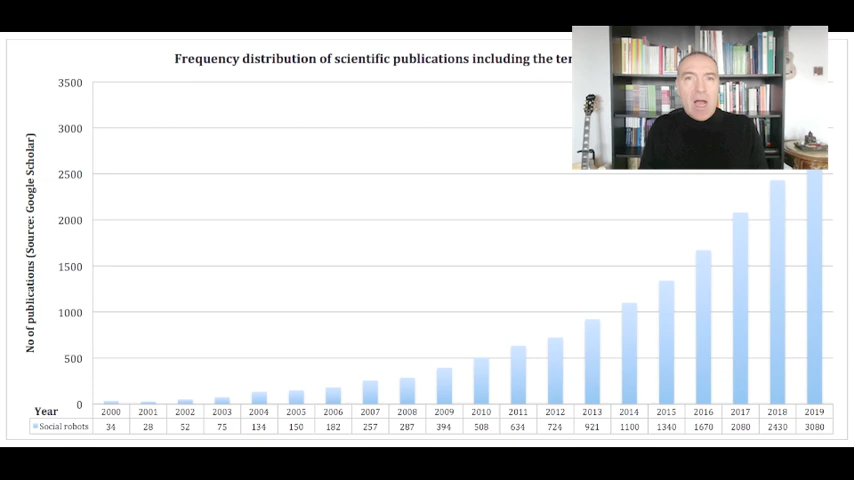 Frequency distribution of scientific publications including the
3500
3000
2500
2000
1500
1000
500
0
No of publications (Source: Google Scholar)
Year 2000 2001 2002 2003 2004 2005 2006 2007 2008 2009 2010 2011 2012 2013 2014 2015 2016 2017 2018 2019
Social robots 34 28 52 75 134 150 182 257 287 394 508 634 724 921 1100 1340 1670 2080 2430 3080